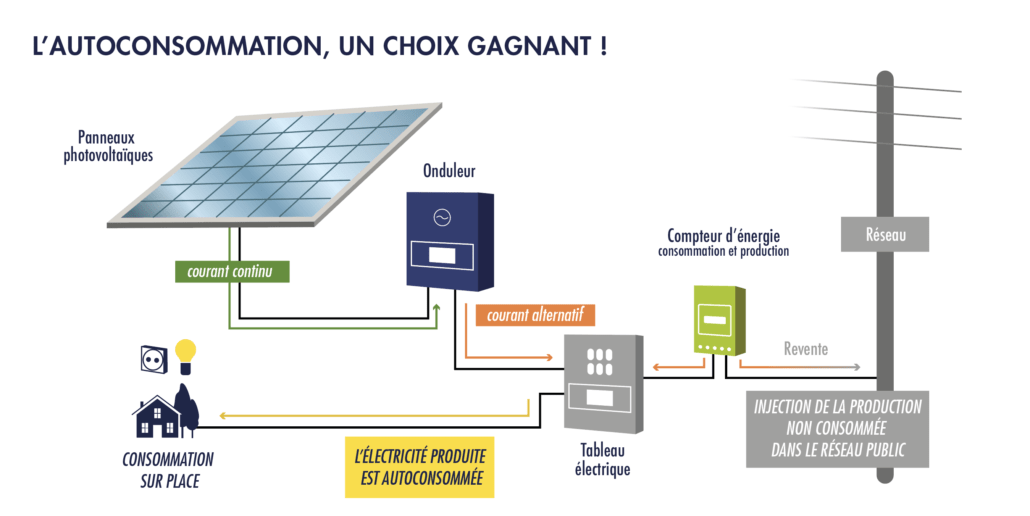 L'AUTOCONSOMMATION, UN CHOIX GAGNANT !
Panneaux
photovoltaïques
Onduleur
Compteur d'énergie
consommation et production
Réseau
courant continu
courant alternatif
Revente
INJECTION DE LA PRODUCTION
NON CONSOMMÉE
DANS LE RÉSEAU PUBLIC
Tableau
électrique
L'ÉLECTRICITÉ PRODUITE
EST AUTOCONSOMMÉE
CONSOMMATION
SUR PLACE